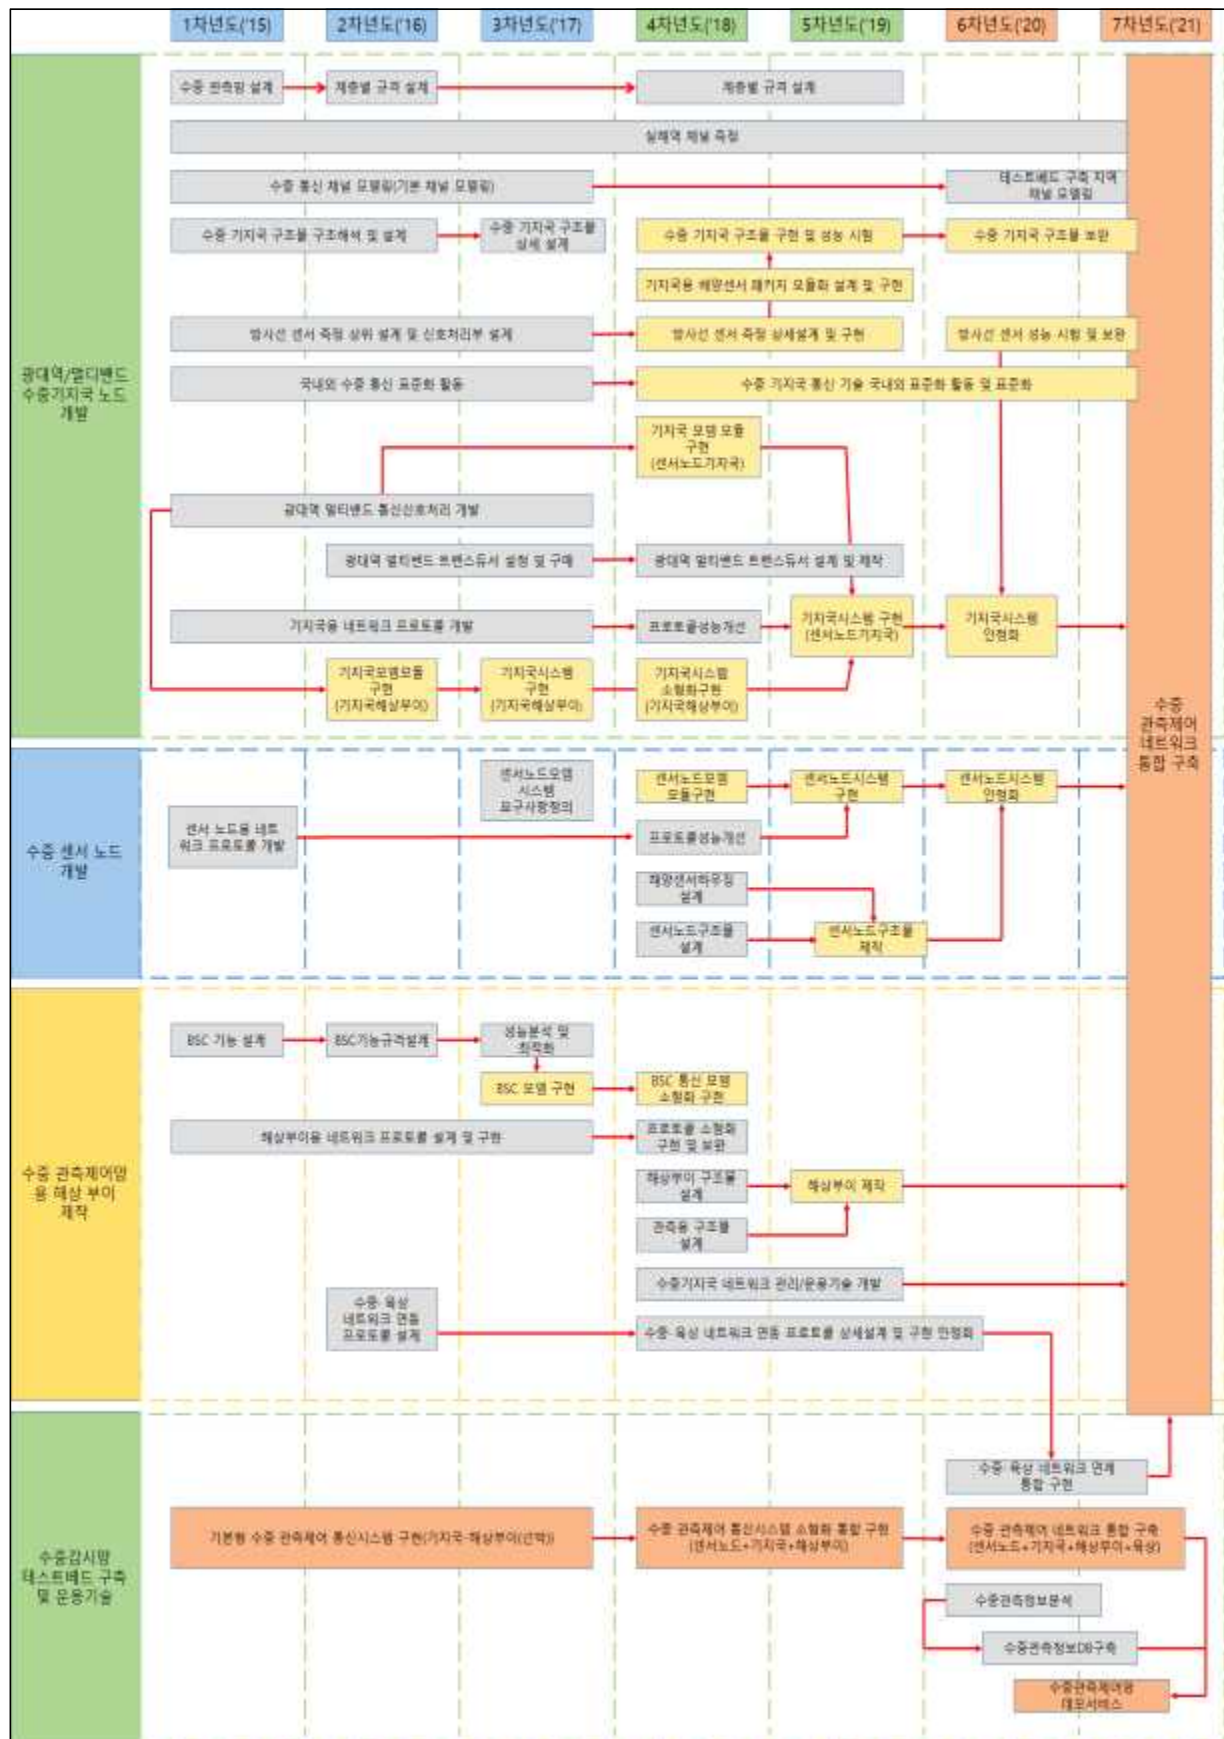 1차년도('15)
2차년도('16)
3차년도('17)
4차년도('18)
5차년도('19)
6차년도('20)
7차년도('21)
광대역/멀티밴드
수중기지국 노드
개발
수중 관측망 설계
계층별 규격 설계
계층별 규격 설계
실해역 채널 측정
수중 통신 채널 모델링(기본 채널 모델링)
테스트베드 구축 지역
채널 모델링
수중 기지국 구조물 구조해석 및 설계
수중 기지국 구조물
상세 설계
수중 기지국 구조물 구현 및 성능 시험
수중 기지국 구조물 보완
기지국용 해양센서 패키지 모듈화 설계 및 구현
방사선 센서 측정 상위 설계 및 신호처리부 설계
방사선 센서 측정 상세설계 및 구현
방사선 센서 성능 시험 및 보완
국내외 수중 통신 표준화 활동
수중 기지국 통신 기술 국내외 표준화 활동 및 표준화
기지국 모뎀 모듈
구현
(센서노드기지국)
광대역 멀티밴드 통신신호처리 개발
광대역 멀티밴드 트랜스듀서 설정 및 구매
광대역 멀티밴드 트랜스듀서 설계 및 제작
기지국용 네트워크 프로토콜 개발
프로토콜성능개선
기지국시스템 구현
(센서노드기지국)
기지국시스템
안정화
기지국모뎀모듈
구현
(기지국해상부이)
기지국시스템
구현
(기지국해상부이)
기지국시스템
소형화구현
(기지국해상부이)
수중
관측제어
네트워크
통합 구축
수중 센서 노드
개발
센서노드모뎀
시스템
요구사항정의
센서노드모뎀
모듈구현
센서노드시스템
구현
센서노드시스템
안정화
센서 노드용 네트
워크 프로토콜 개발
프로토콜성능개선
해양센서하우징
설계
센서노드구조물
설계
센서노드구조물
제작
수중 관측제어망
용 해상 부이
제작
BSC 기능 설계
BSC기능규격설계
성능분석 및
최적화
BSC 모뎀 구현
BSC 통신 모뎀
소형화 구현
해상부이용 네트워크 프로토콜 설계 및 구현
프로토콜 소형화
구현 및 보완
해상부이 구조물
설계
해상부이 제작
관측용 구조물
설계
수중기지국 네트워크 관리/운용기술 개발
수중 육상
네트워크 연동
프로토콜 설계
수중 육상 네트워크 연동 프로토콜 상세설계 및 구현 안정화
수중감시망
테스트베드 구축
및 운용기술
수중 육상 네트워크 연계
통합 구현
기본형 수중 관측제어 통신시스템 구현(기지국-해상부이(선박))
수중 관측제어 통신시스템 소형화 통합 구현
(센서노드+기지국+해상부이)
수중 관측제어 네트워크 통합 구축
(센서노드+기지국+해상부이+육상)
수중관측정보분석
수중관측정보DB구축
수중관측제어망
데모서비스